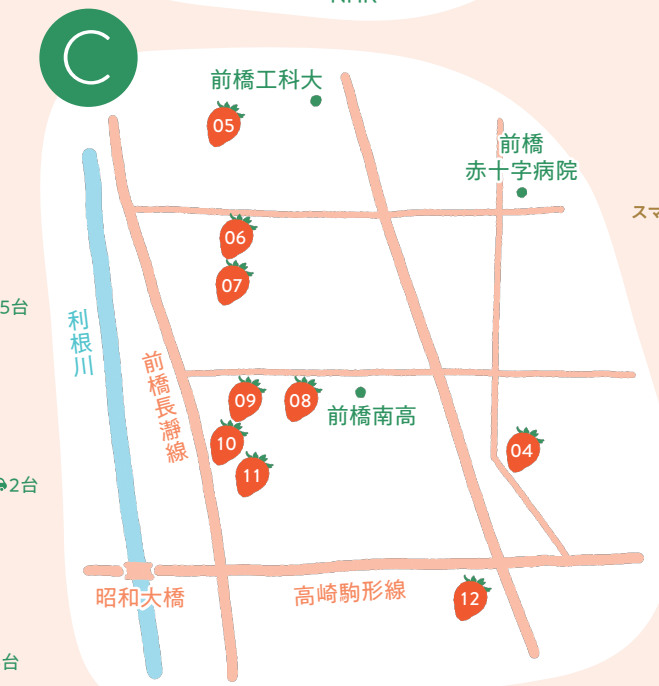 C
前橋工科大
05
前橋
赤十字病院
06
07
5台
利根川
前橋長瀞線
09
08
前橋南高
10
04
11
2台
昭和大橋
高崎駒形線
12
台